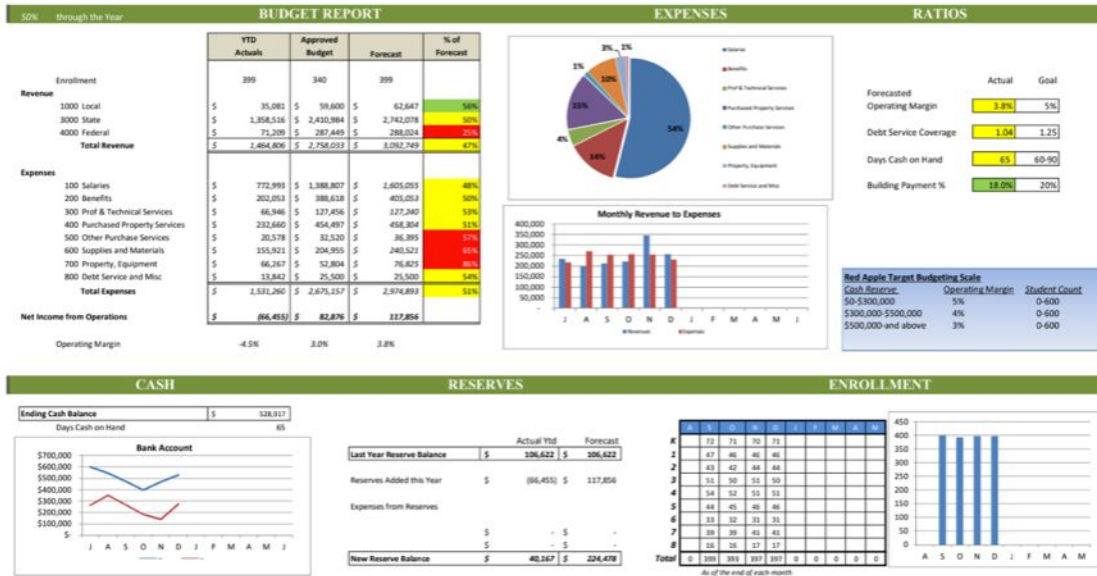 50% through the Year BUDGET REPORT EXPENSES RATIOS
YTD Actuals Approved Budget Forecast % of Forecast
Enrollment 399 340 399
Revenue
1000 Local $ 35,081 $ 59,600 $ 62,647 56%
3000 State $ 1,358,516 $ 2,410,984 $ 2,742,078 50%
4000 Federal $ 71,209 $ 287,449 $ 288,024 25%
Total Revenue $ 1,464,806 $ 2,758,033 $ 3,092,749 47%
Expenses
100 Salaries $ 772,993 $ 1,388,807 $ 1,605,055 48%
200 Benefits $ 202,053 $ 388,618 $ 405,053 50%
300 Prof & Technical Services $ 66,946 $ 127,456 $ 127,240 53%
400 Purchased Property Services $ 232,660 $ 454,497 $ 458,304 51%
500 Other Purchase Services $ 20,578 $ 32,520 $ 36,395 57%
600 Supplies and Materials $ 155,921 $ 204,955 $ 240,521 65%
700 Property, Equipment $ 66,267 $ 52,804 $ 76,825 86%
800 Debt Service and Misc $ 13,842 $ 25,500 $ 25,500 54%
Total Expenses $ 1,531,260 $ 2,675,157 $ 2,974,893 51%
Net Income from Operations $ (66,455) $ 82,876 $ 117,856
Operating Margin -4.5% 3.0% 3.8%
3% 1%
1%
10%
15%
54%
4%
14%
Salaries
Benefits
Prof & Technical Services
Purchased Property Services
Other Purchase Services
Supplies and Materials
Property, Equipment
Debt Service and Misc
Monthly Revenue to Expenses
400,000
350,000
300,000
250,000
200,000
150,000
100,000
50,000
-
J A S O N D J F M A M J
Revenues Expenses
Actual Goal
Forecasted
Operating Margin 3.8% 5%
Debt Service Coverage 1.04 1.25
Days Cash on Hand 65 60-90
Building Payment % 18.0% 20%
Red Apple Target Budgeting Scale
Cash Reserve Operating Margin Student Count
$0-$300,000 5% 0-600
$300,000-$500,000 4% 0-600
$500,000-and above 3% 0-600
CASH RESERVES ENROLLMENT
Ending Cash Balance $ 528,917
Days Cash on Hand 65
Bank Account
$700,000
$600,000
$500,000
$400,000
$300,000
$200,000
$100,000
$-
J A S O N D J F M A M J
Actual Ytd Forecast
Last Year Reserve Balance $ 106,622 $ 106,622
Reserves Added this Year $ (66,455) $ 117,856
Expenses from Reserves
$ - $ -
$ - $ -
New Reserve Balance $ 40,167 $ 224,478
A S O N D J F M A M
K 72 71 70 71
1 47 46 46 46
2 43 42 44 44
3 51 50 51 50
4 54 52 51 51
5 44 45 46 46
6 33 32 31 31
7 39 39 41 41
8 16 16 17 17
Total 0 399 393 397 397 0 0 0 0 0
As of the end of each month
450
400
350
300
250
200
150
100
50
0
A S O N D J F M A M